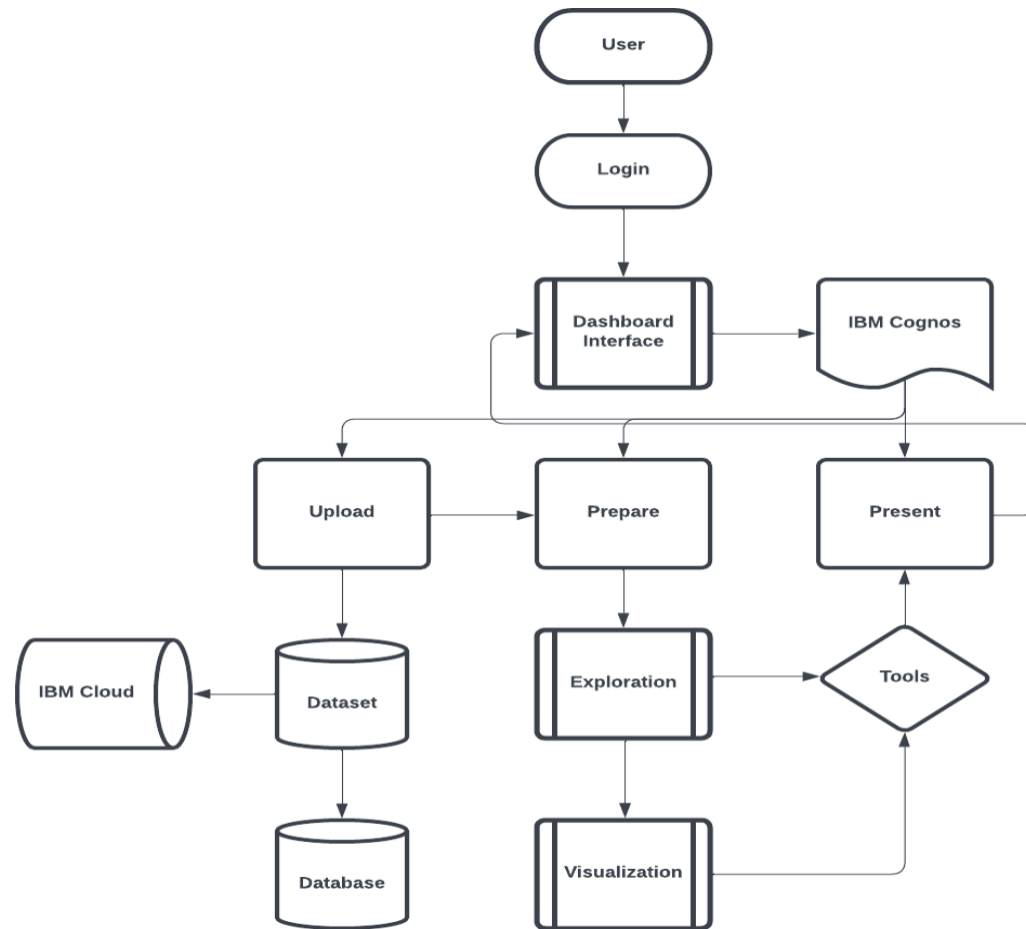 User
Login
Dashboard
Interface
IBM Cognos
Upload
Prepare
Present
IBM Cloud
Dataset
Exploration
Tools
Database
Visualization